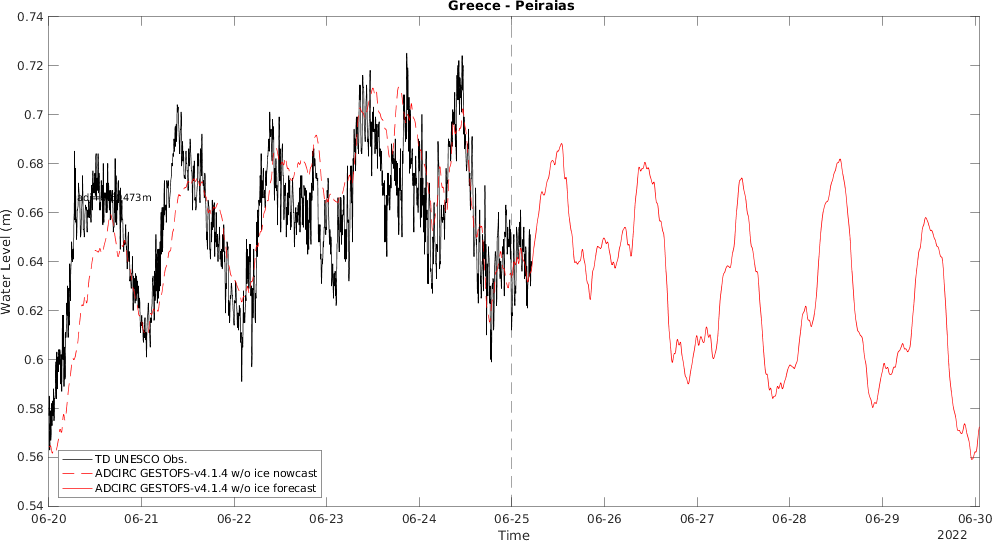 Greece - Peiraias
0.74
0.72
0.7
0.68
0.66
0.64
0.62
0.6
0.58
0.56
0.54
Water Level (m)
473m
TD UNESCO Obs.
ADCIRC GESTOFS-v4.1.4 w/o ice nowcast
ADCIRC GESTOFS-v4.1.4 w/o ice forecast
06-20 06-21 06-22 06-23 06-24 06-25 06-26 06-27 06-28 06-29 06-30
Time
2022